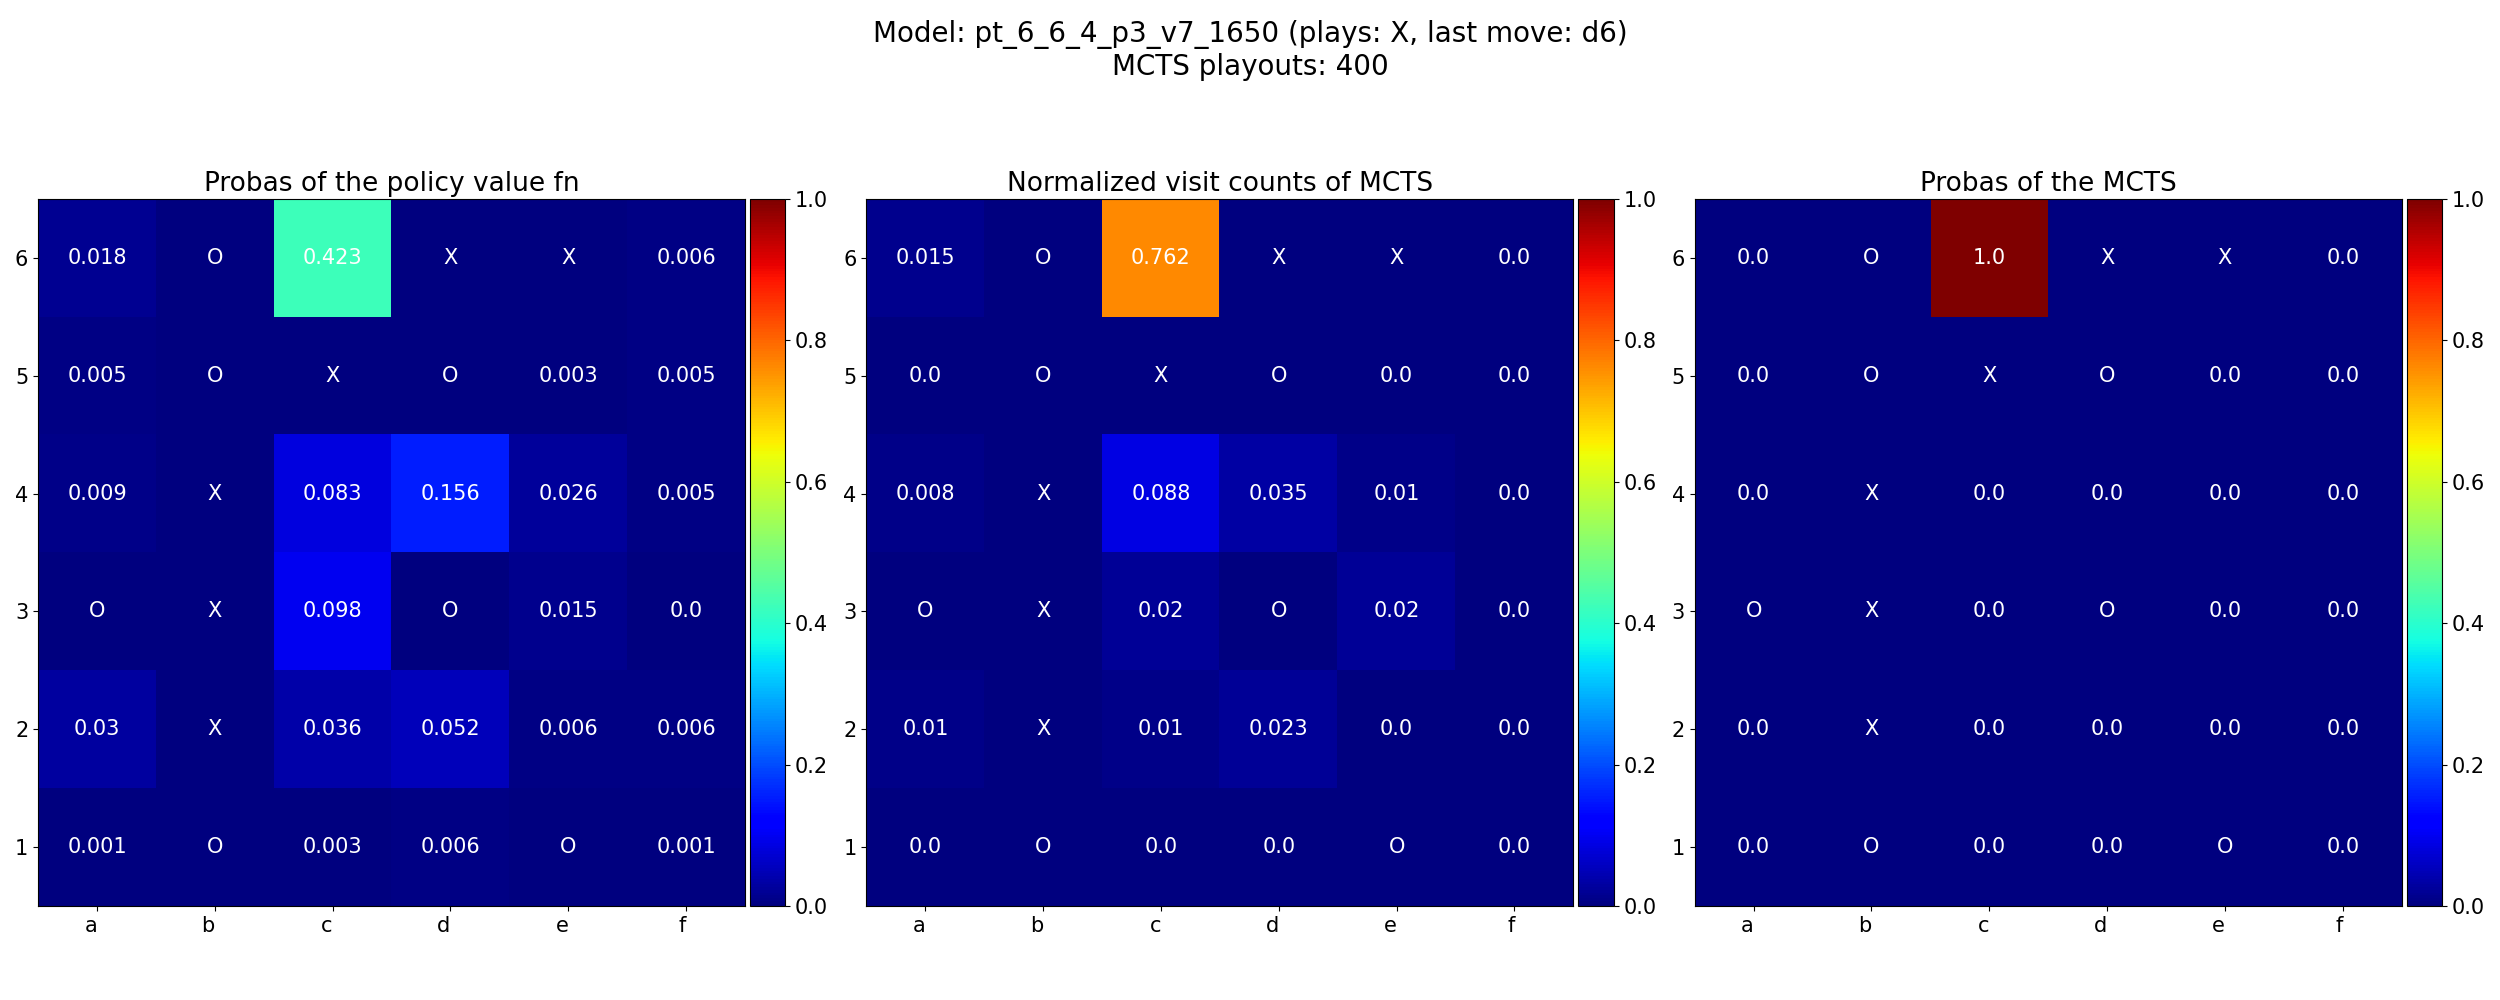 Model: pt_6_6_4_p3_v7_1650 (plays: X, last move: d6)
MCTS playouts: 400
Probas of the policy value fn
1.0
6 0.018 O 0.423 X X 0.006
0.8
5 0.005 O X O 0.003 0.005
0.6
4 0.009 X 0.083 0.156 0.026 0.005
0.4
3 O X 0.098 O 0.015 0.0
0.2
2 0.03 X 0.036 0.052 0.006 0.006
1 0.001 O 0.003 0.006 O 0.001
0.0
a b c d e f
Normalized visit counts of MCTS
1.0
6 0.015 O 0.762 X X 0.0
0.8
5 0.0 O X O 0.0 0.0
0.6
4 0.008 X 0.088 0.035 0.01 0.0
0.4
3 O X 0.02 O 0.02 0.0
0.2
2 0.01 X 0.01 0.023 0.0 0.0
1 0.0 O 0.0 0.0 O 0.0
0.0
a b c d e f
Probas of the MCTS
1.0
6 0.0 O 1.0 X X 0.0
0.8
5 0.0 O X O 0.0 0.0
0.6
4 0.0 X 0.0 0.0 0.0 0.0
0.4
3 O X 0.0 O 0.0 0.0
0.2
2 0.0 X 0.0 0.0 0.0 0.0
1 0.0 O 0.0 0.0 O 0.0
0.0
a b c d e f